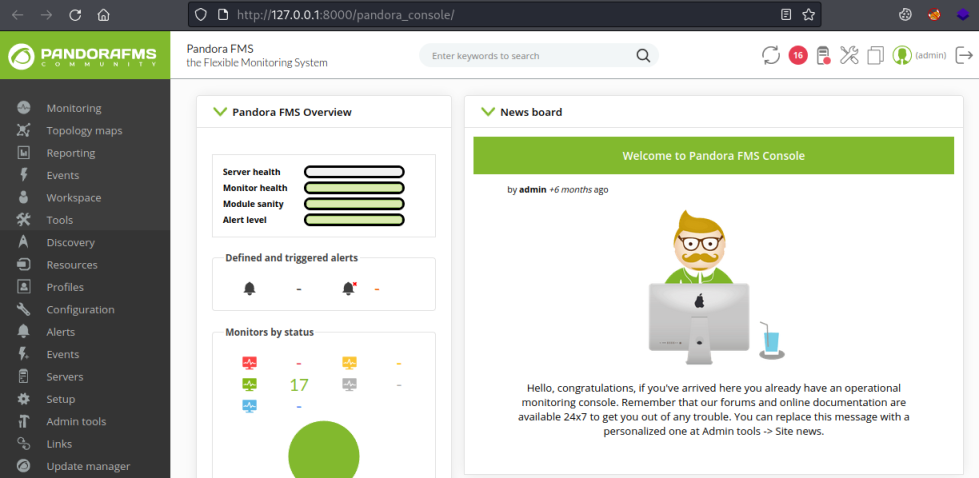 http://127.0.0.1:8000/pandora_console/
PANDORAFMS
COMMUNITY
Pandora FMS
the Flexible Monitoring System
Enter keywords to search
16
(admin)
Monitoring
Topology maps
Reporting
Events
Workspace
Tools
Discovery
Resources
Profiles
Configuration
Alerts
Events
Servers
Setup
Admin tools
Links
Update manager
Pandora FMS Overview
Server health
Monitor health
Module sanity
Alert level
Defined and triggered alerts
- -
Monitors by status
- -
17 -
-
News board
Welcome to Pandora FMS Console
by admin +6 months ago
Hello, congratulations, if you've arrived here you already have an operational
monitoring console. Remember that our forums and online documentation are
available 24x7 to get you out of any trouble. You can replace this message with a
personalized one at Admin tools -> Site news.